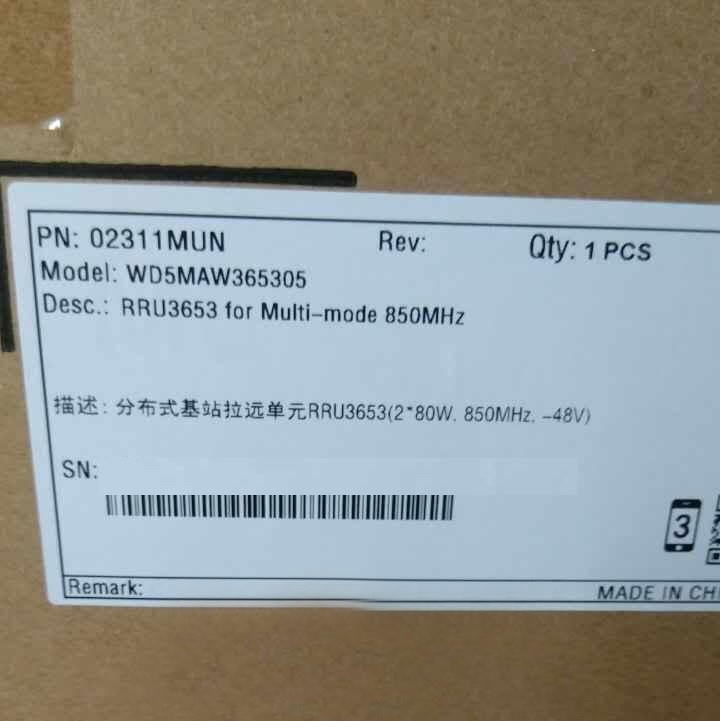 PN: 02311MUN Rev: Qty: 1 PCS
Model: WD5MAW365305
Desc.: RRU3653 for Multi-mode 850MHz
描述: 分布式基站拉远单元RRU3653(2*80W, 850MHz, -48V)
SN:
3
Remark:
MADE IN CHI